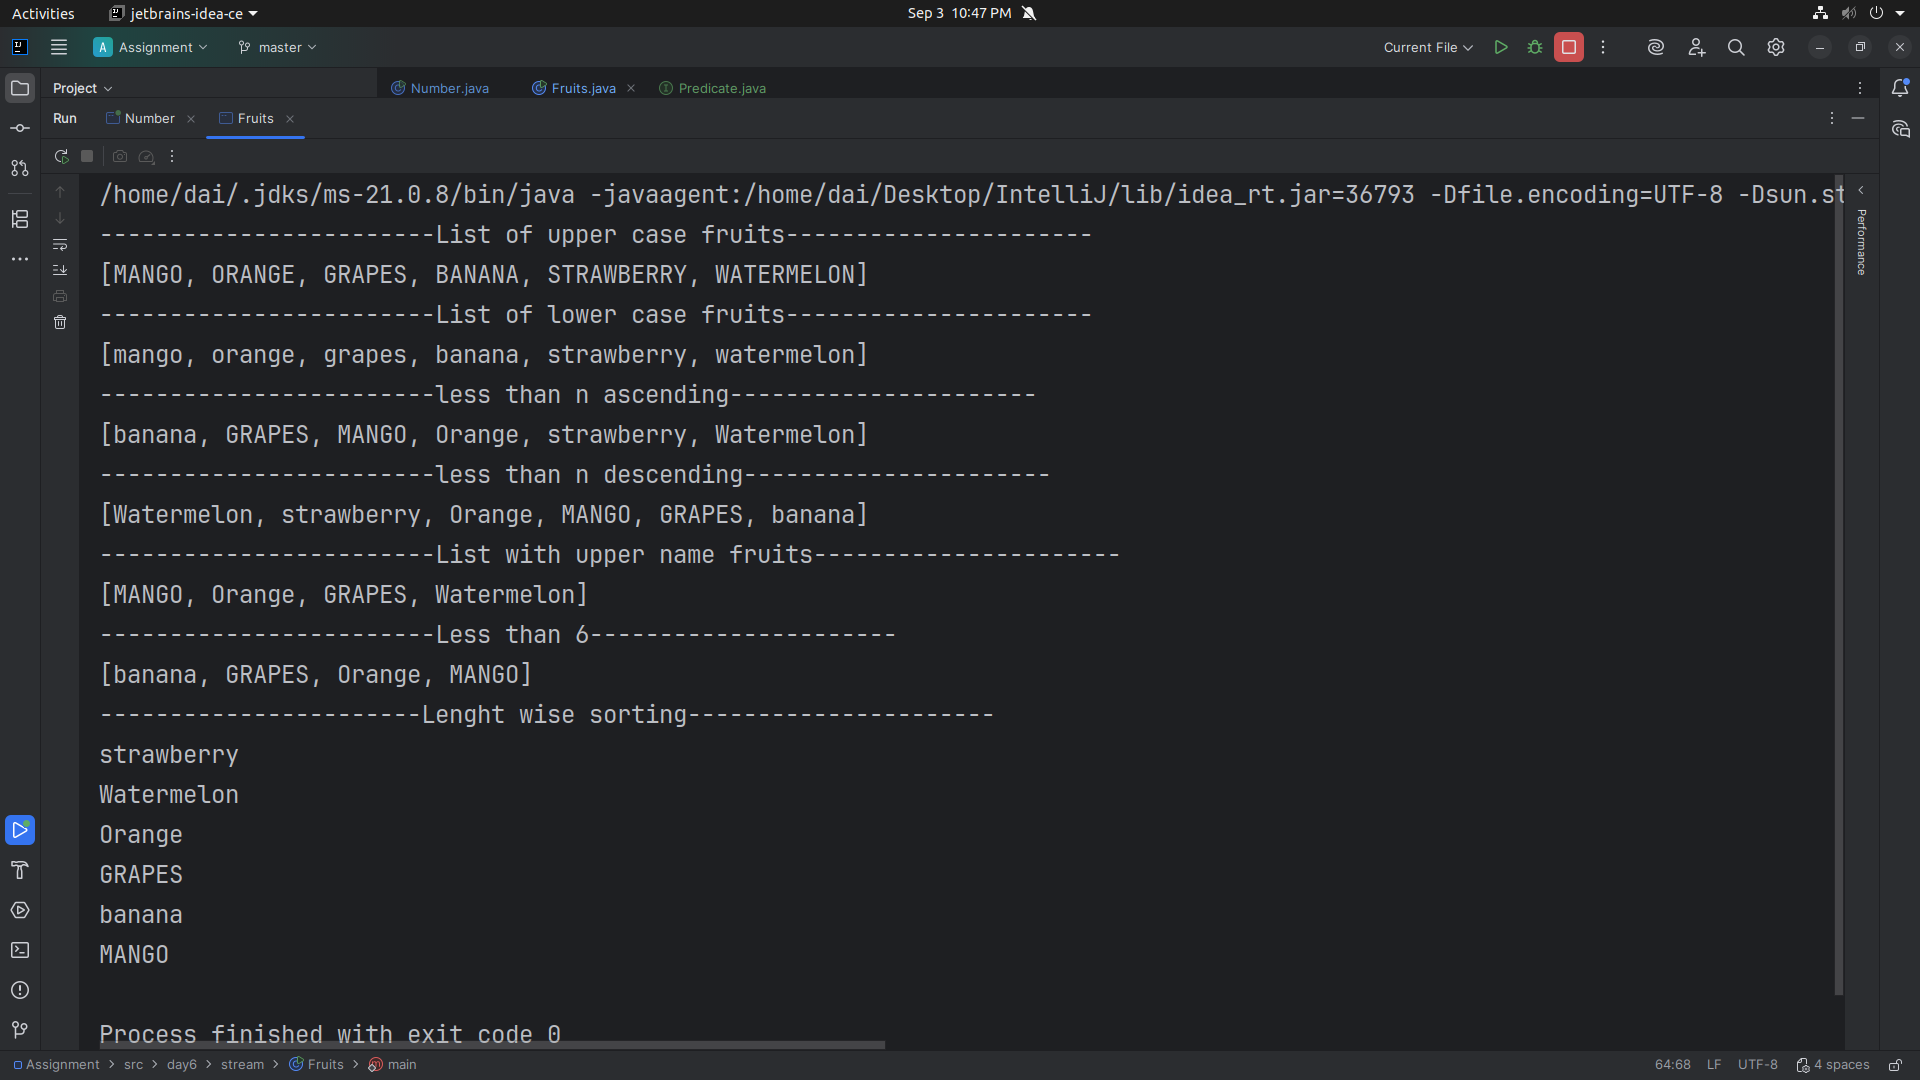 Activities jetbrains-idea-ce Sep 3 10:47 PM
A Assignment master Current File
Project Number.java Fruits.java Predicate.java
Run Number Fruits
/home/dai/.jdks/ms-21.0.8/bin/java -javaagent:/home/dai/Desktop/IntelliJ/lib/idea_rt.jar=36793 -Dfile.encoding=UTF-8 -Dsun.st
Performance
------------------------List of upper case fruits----------------------
[MANGO, ORANGE, GRAPES, BANANA, STRAWBERRY, WATERMELON]
------------------------List of lower case fruits----------------------
[mango, orange, grapes, banana, strawberry, watermelon]
------------------------less than n ascending----------------------
[banana, GRAPES, MANGO, Orange, strawberry, Watermelon]
------------------------less than n descending----------------------
[Watermelon, strawberry, Orange, MANGO, GRAPES, banana]
------------------------List with upper name fruits----------------------
[MANGO, Orange, GRAPES, Watermelon]
------------------------Less than 6----------------------
[banana, GRAPES, Orange, MANGO]
-----------------------Lenght wise sorting----------------------
strawberry
Watermelon
Orange
GRAPES
banana
MANGO
Process finished with exit code 0
Assignment > src > day6 > stream > Fruits > main 64:68 LF UTF-8 4 spaces